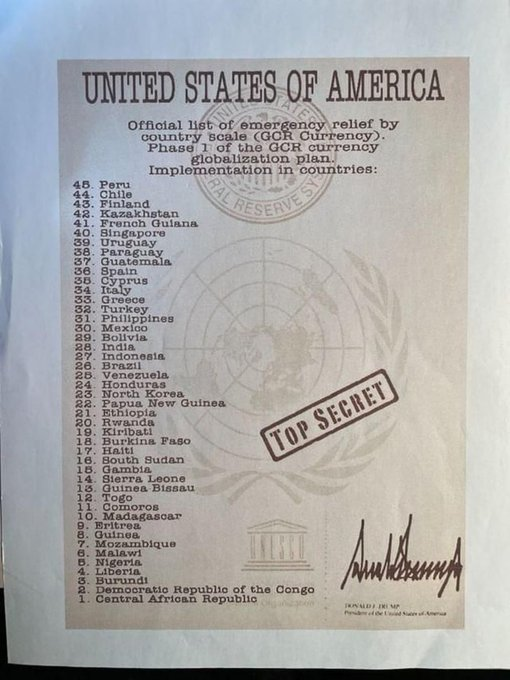 UNITED STATES OF AMERICA
Official list of emergency relief by
country scale (GCR Currency).
Phase 1 of the GCR currency
globalization plan.
Implementation in countries:
45. Peru
44. Chile
43. Finland
42. Kazakhstan
41. French Guiana
40. Singapore
39. Uruguay
38. Paraguay
37. Guatemala
36. Spain
35. Cyprus
34. Italy
33. Greece
32. Turkey
31. Philippines
30. Mexico
29. Bolivia
28. India
27. Indonesia
26. Brazil
25. Venezuela
24. Honduras
23. North Korea
22. Papua New Guinea
21. Ethiopia
20. Rwanda
19. Kiribati
18. Burkina Faso
17. Haiti
16. South Sudan
15. Gambia
14. Sierra Leone
13. Guinea Bissau
12. Togo
11. Comoros
10. Madagascar
9. Eritrea
8. Guinea
7. Mozambique
6. Malawi
5. Nigeria
4. Liberia
3. Burundi
2. Democratic Republic of the Congo
1. Central African Republic
TOP SECRET
UNESCO
Organization
DONALD J. TRUMP
President of the United States of America